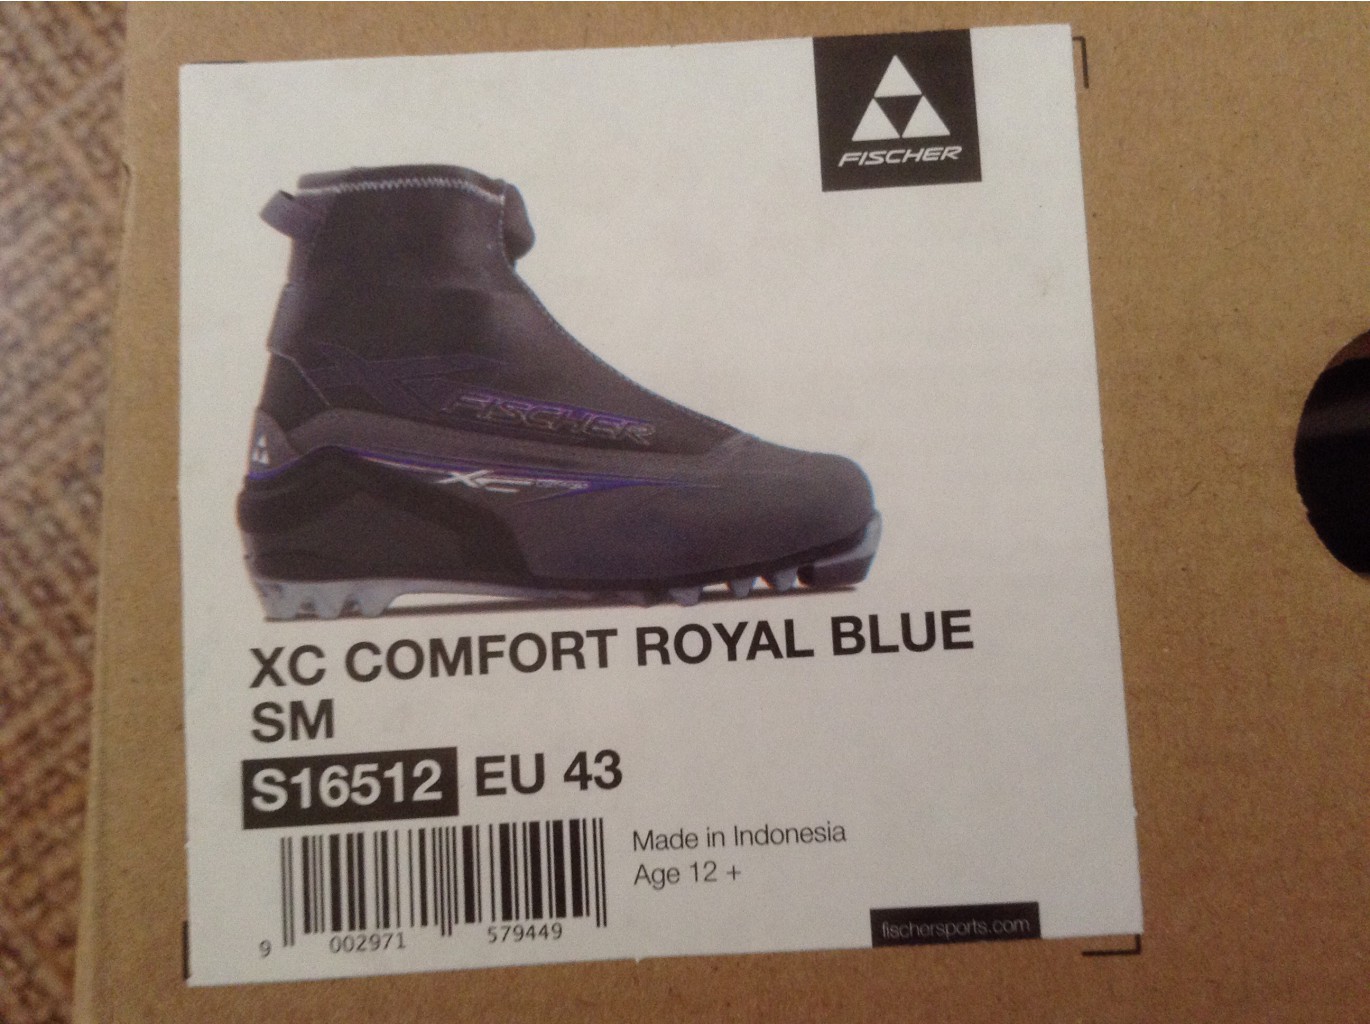 FISCHER
FISCHER
XC
XC COMFORT ROYAL BLUE
SM
S16512 EU 43
Made in Indonesia
Age 12 +
9 002971 579449
fischersports.com